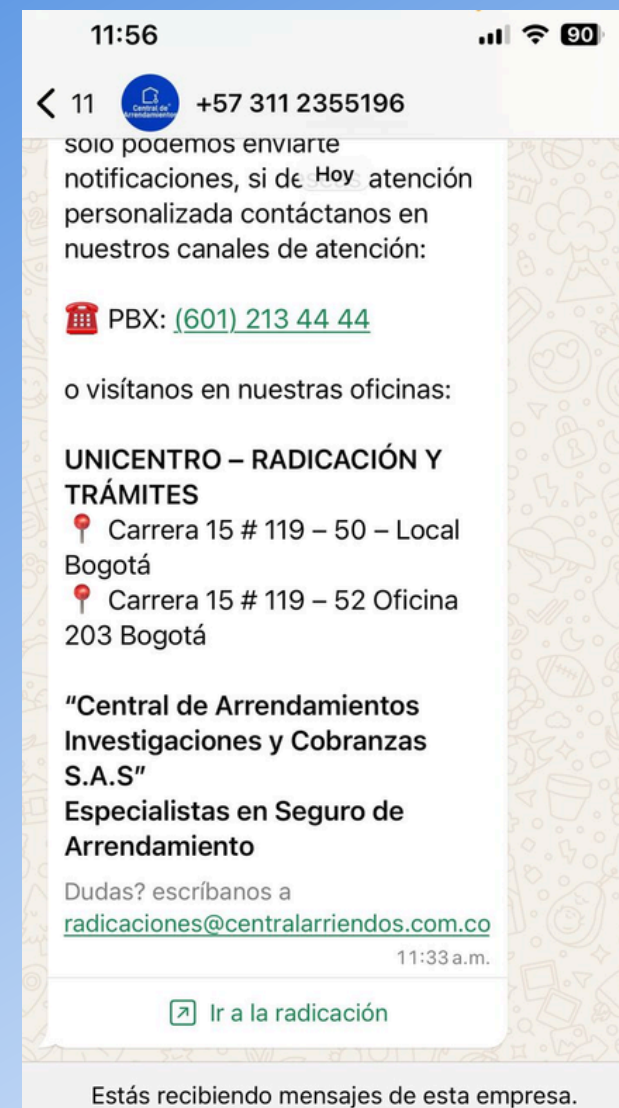 11:56
90
11
Central de
Arrendamientos
+57 311 2355196
solo podemos enviarte
notificaciones, si deseas atención
Hoy
personalizada contáctanos en
nuestros canales de atención:
PBX: (601) 213 44 44
o visítanos en nuestras oficinas:
UNICENTRO – RADICACIÓN Y
TRÁMITES
Carrera 15 # 119 – 50 – Local
Bogotá
Carrera 15 # 119 – 52 Oficina
203 Bogotá
“Central de Arrendamientos
Investigaciones y Cobranzas
S.A.S”
Especialistas en Seguro de
Arrendamiento
Dudas? escríbanos a
radicaciones@centralarriendos.com.co
11:33 a.m.
Ir a la radicación
Estás recibiendo mensajes de esta empresa.